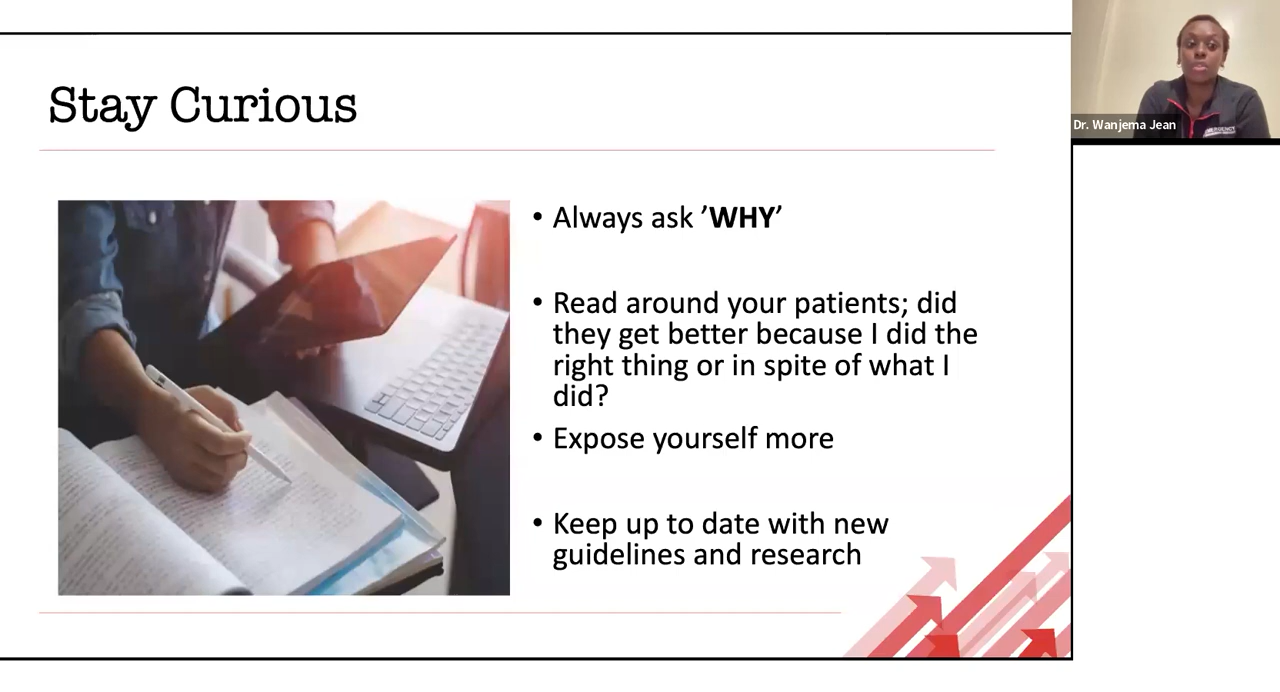 Stay Curious
• Always ask ’WHY’
• Read around your patients; did
they get better because I did the
right thing or in spite of what I
did?
• Expose yourself more
• Keep up to date with new
guidelines and research
Dr. Wanjema Jean